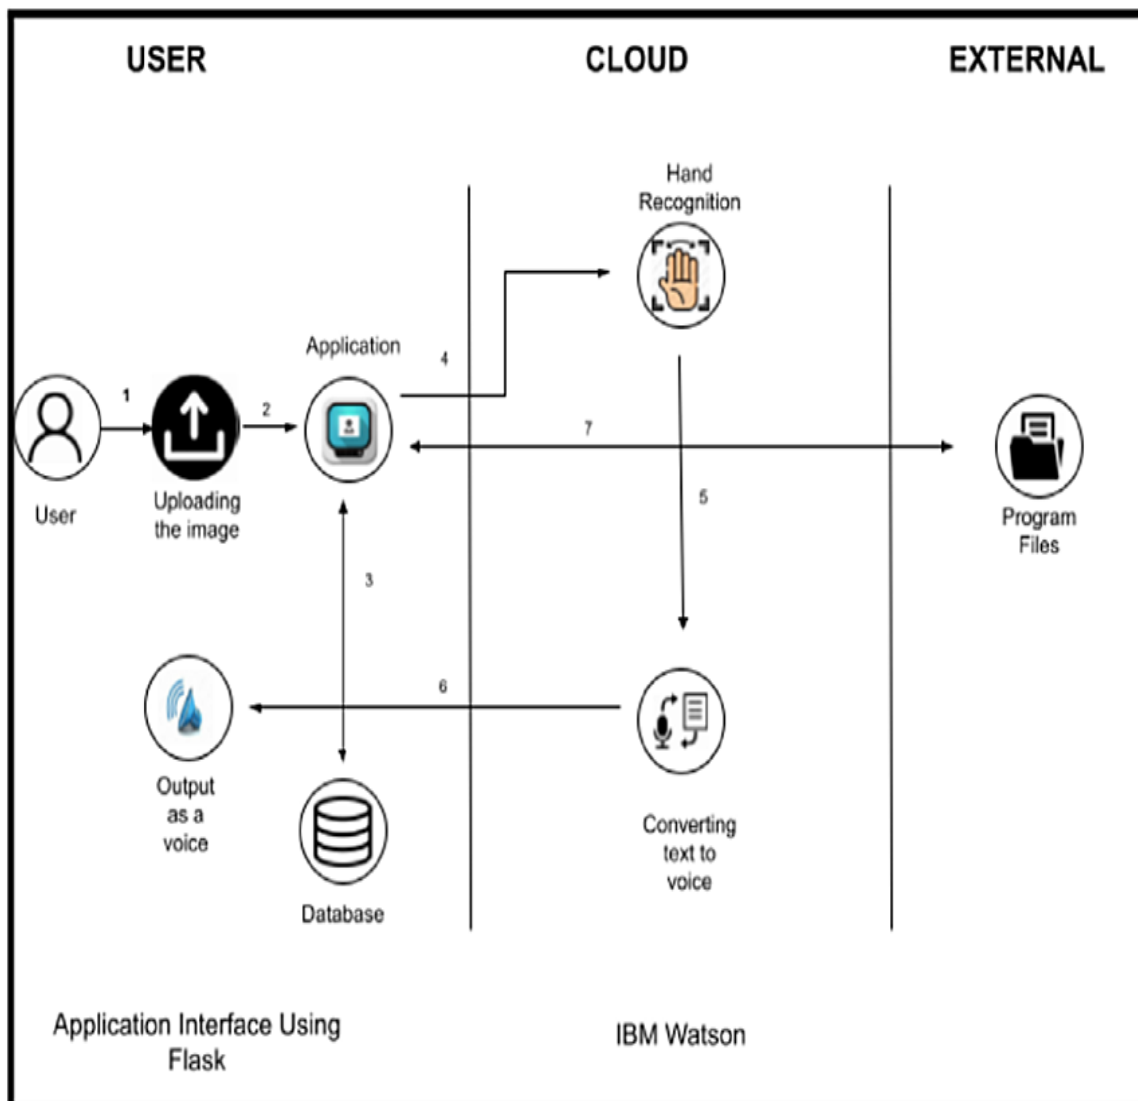 USER
CLOUD
EXTERNAL
Hand
Recognition
Application
4
1
2
7
User
Uploading
the image
5
Program
Files
3
6
Output
as a
voice
Converting
text to
voice
Database
Application Interface Using
Flask
IBM Watson